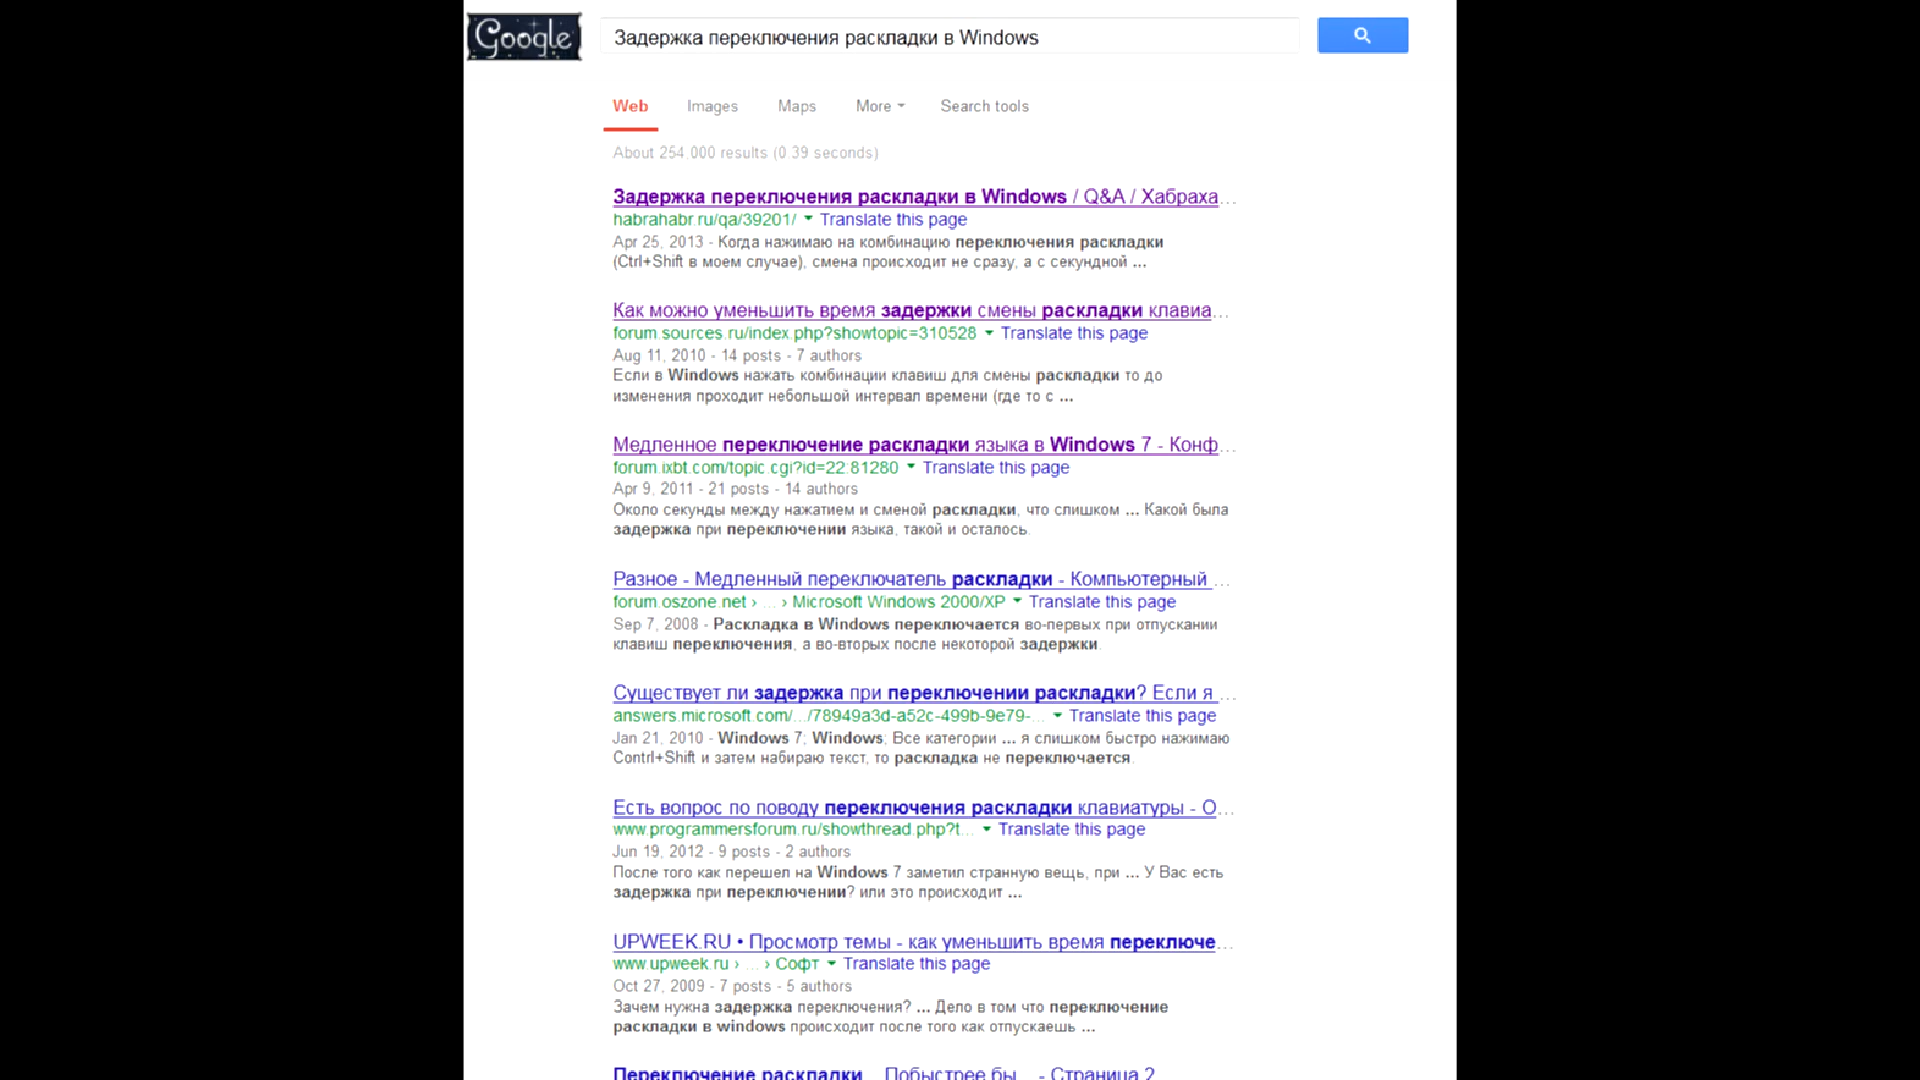 Google
Задержка переключения раскладки в Windows
Web Images Maps More Search tools
About 254,000 results (0.39 seconds)
Задержка переключения раскладки в Windows / Q&A / Хабраха...
habrahabr.ru/qa/39201/ Translate this page
Apr 25, 2013 - Когда нажимаю на комбинацию переключения раскладки
(Ctrl+Shift в моем случае), смена происходит не сразу, а с секундной ...
Как можно уменьшить время задержки смены раскладки клавиа...
forum.sources.ru/index.php?showtopic=310528 Translate this page
Aug 11, 2010 - 14 posts - 7 authors
Если в Windows нажать комбинации клавиш для смены раскладки то до
изменения проходит небольшой интервал времени (где то с ...
Медленное переключение раскладки языка в Windows 7 - Конф...
forum.ixbt.com/topic.cgi?id=22:81280 Translate this page
Apr 9, 2011 - 21 posts - 14 authors
Около секунды между нажатием и сменой раскладки, что слишком ... Какой была
задержка при переключении языка, такой и осталось.
Разное - Медленный переключатель раскладки - Компьютерный ...
forum.oszone.net › ... › Microsoft Windows 2000/XP Translate this page
Sep 7, 2008 - Раскладка в Windows переключается во-первых при отпускании
клавиш переключения, а во-вторых после некоторой задержки.
Существует ли задержка при переключении раскладки? Если я ...
answers.microsoft.com/.../78949a3d-a52c-499b-9e79-... Translate this page
Jan 21, 2010 - Windows 7; Windows; Все категории ... я слишком быстро нажимаю
Contrl+Shift и затем набираю текст, то раскладка не переключается.
Есть вопрос по поводу переключения раскладки клавиатуры - О...
www.programmersforum.ru/showthread.php?t... Translate this page
Jun 19, 2012 - 9 posts - 2 authors
После того как перешел на Windows 7 заметил странную вещь, при ... У Вас есть
задержка при переключении? или это происходит ...
UPWEEK.RU • Просмотр темы - как уменьшить время переключе...
www.upweek.ru › ... › Софт Translate this page
Oct 27, 2009 - 7 posts - 5 authors
Зачем нужна задержка переключения? ... Дело в том что переключение
раскладки в windows происходит после того как отпускаешь ...
Переключение раскладки... Побыстрее бы... - Страница 2